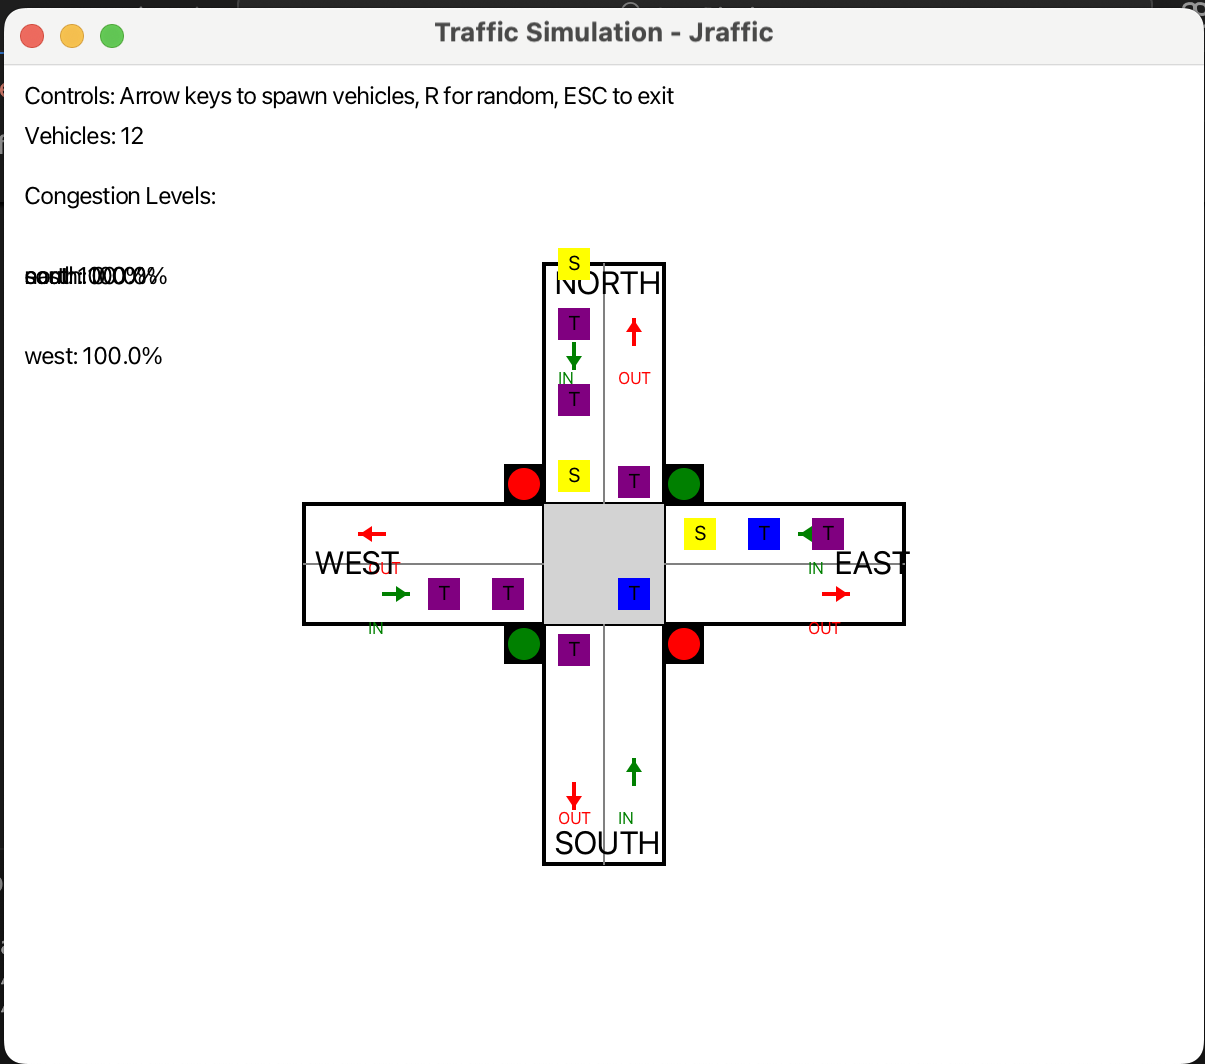 Traffic Simulation - Jraffic
Controls: Arrow keys to spawn vehicles, R for random, ESC to exit
Vehicles: 12
Congestion Levels:
west: 100.0%
S
NORTH
T
IN
OUT
T
S
T
S
T
T
WEST
OUT
IN
EAST
T
T
T
IN
OUT
T
OUT
IN
SOUTH